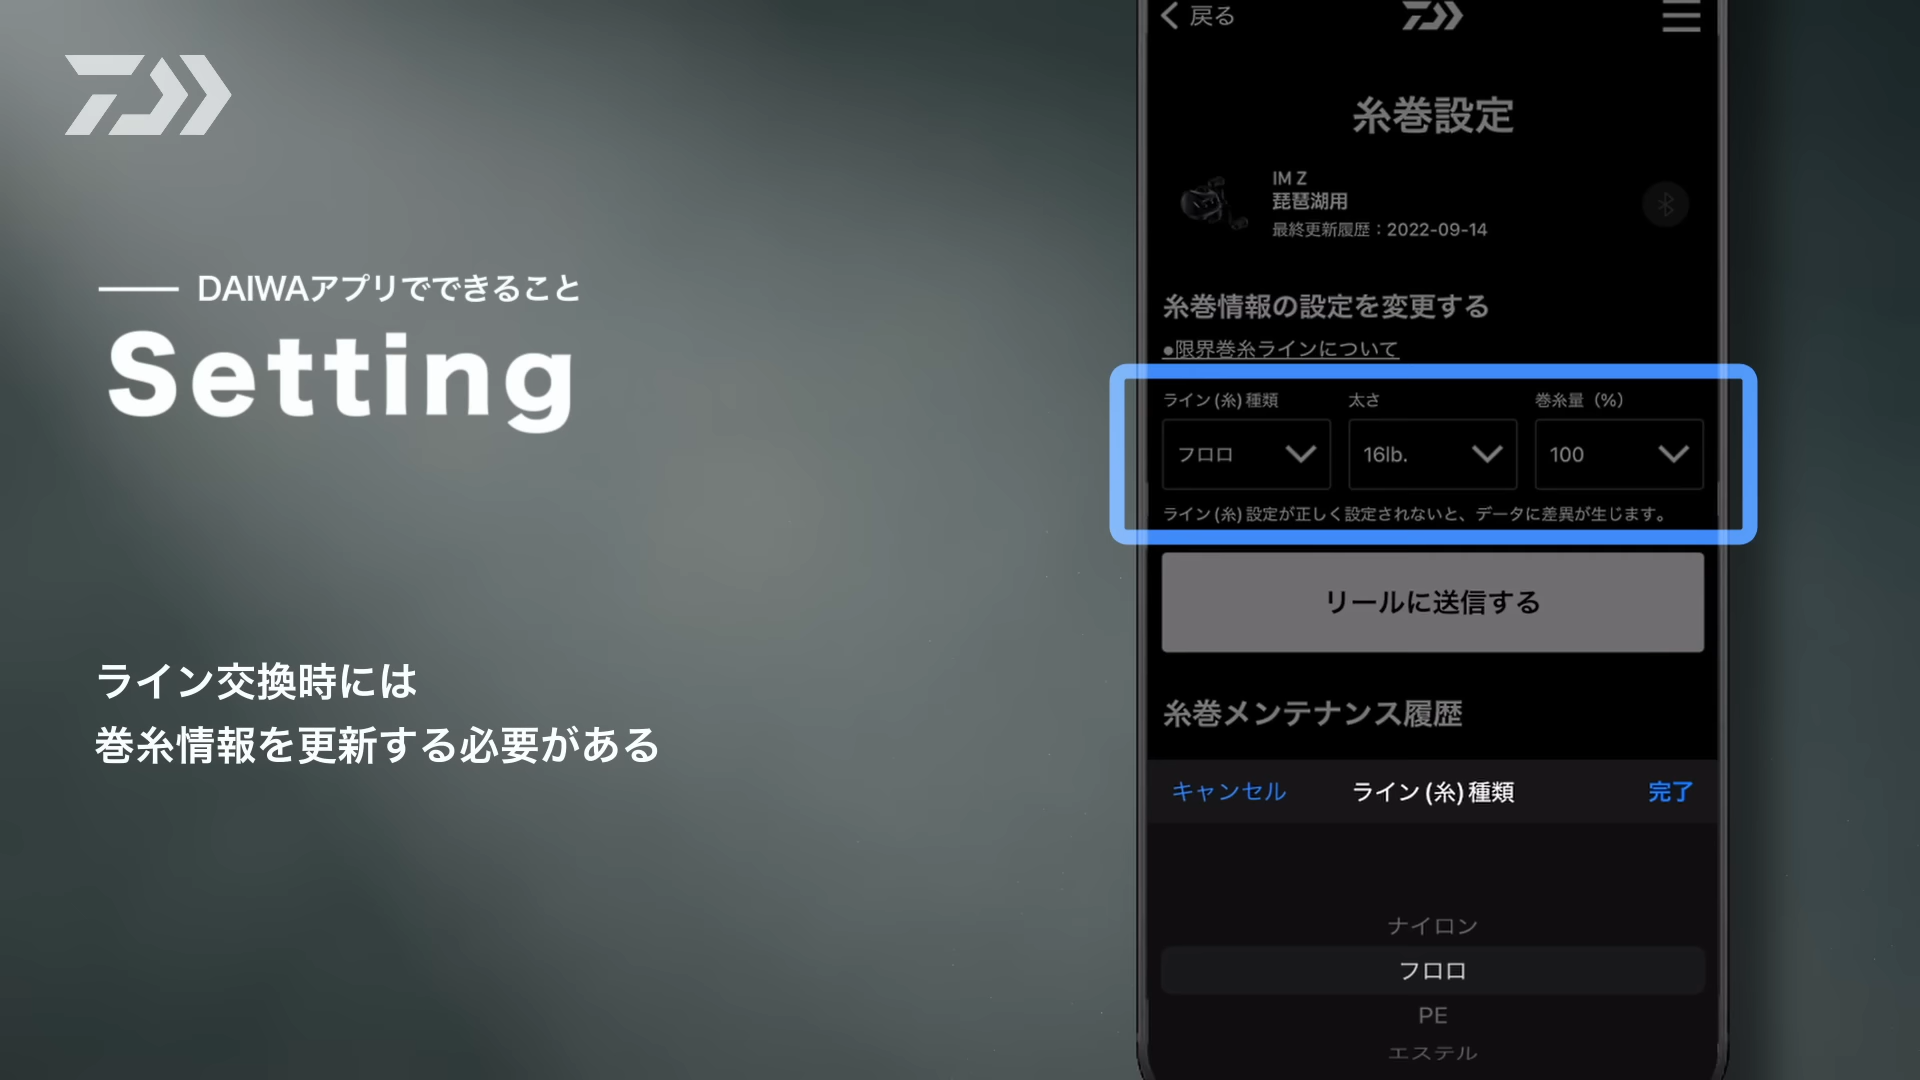 DAIWAアプリでできること
Setting
ライン交換時には
巻糸情報を更新する必要がある
戻る
糸巻設定
IM Z
琵琶湖用
最終更新履歴：2022-09-14
糸巻情報の設定を変更する
●限界巻糸ラインについて
ライン(糸)種類 太さ 巻糸量（%）
フロロ 16lb. 100
ライン(糸)設定が正しく設定されないと、データに差異が生じます。
リールに送信する
糸巻メンテナンス履歴
キャンセル ライン(糸)種類 完了
ナイロン
フロロ
PE
エステル